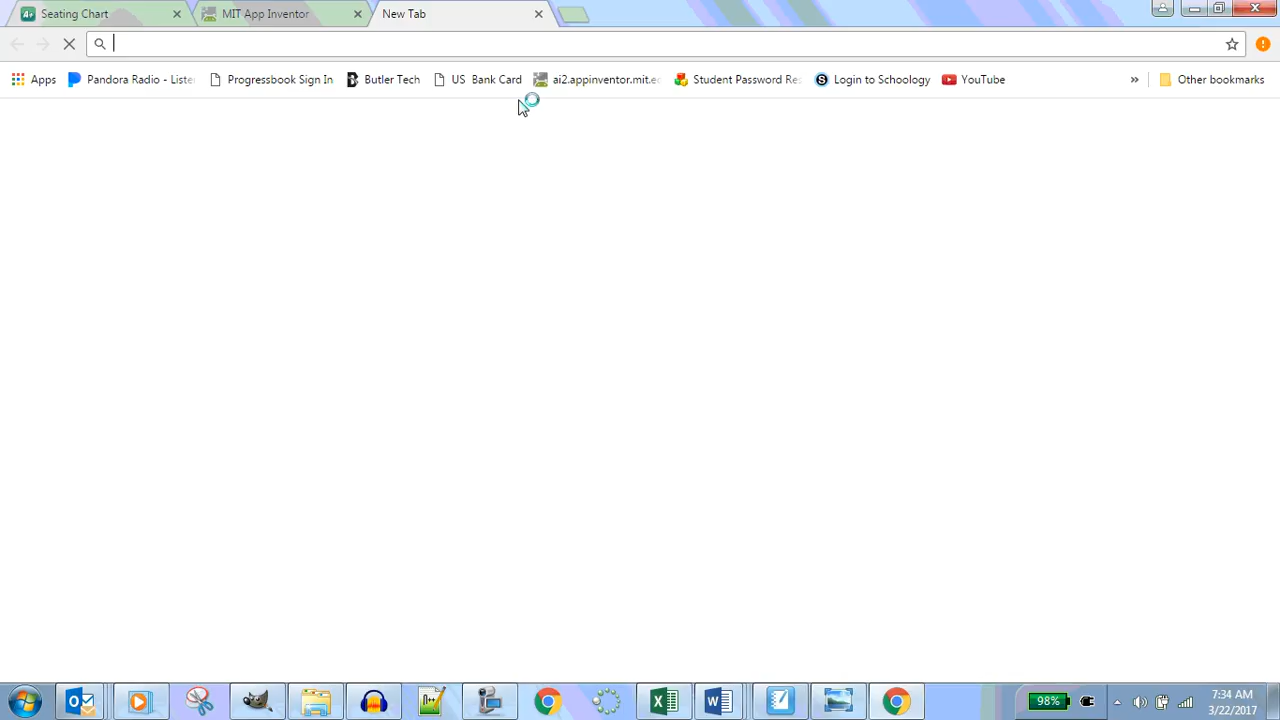 Seating Chart
MIT App Inventor
New Tab
Apps
Pandora Radio - Liste
Progressbook Sign In
Butler Tech
US Bank Card
ai2.appinventor.mit.e
Student Password Re
Login to Schoology
YouTube
»
Other bookmarks
98%
7:34 AM
3/22/2017